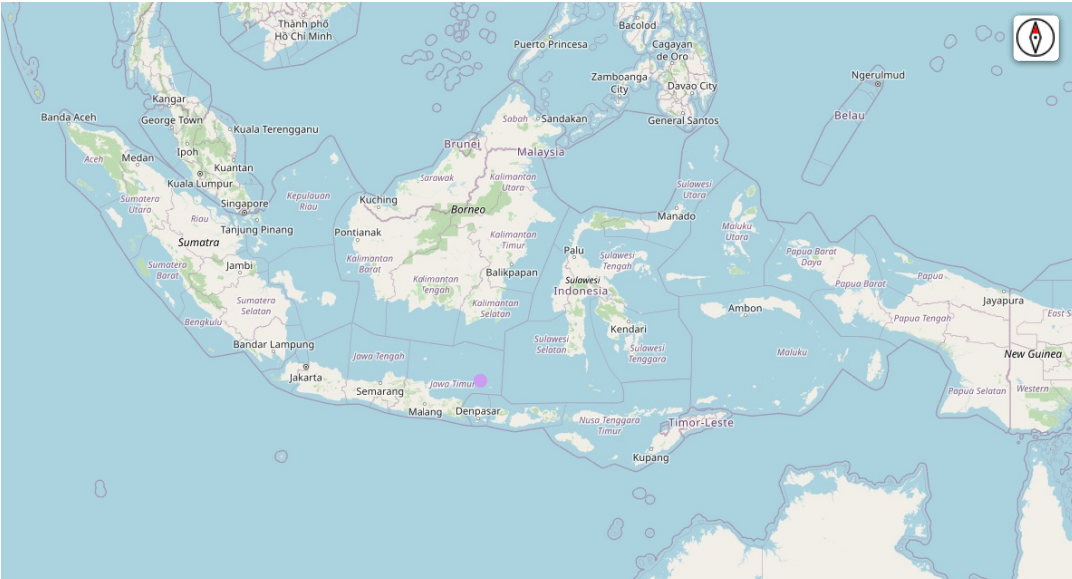 Thành phố
Hồ Chí Minh
Bacolod
Puerto Princesa
Cagayan
de Oro
Zamboanga
City
Davao City
Ngerulmud
Kangar
Banda Aceh
George Town
Kuala Terengganu
Sabah
Sandakan
General Santos
Belau
Ipoh
Brunei
Malaysia
Aceh
Medan
Kuantan
Kuala Lumpur
Sarawak
Kalimantan
Utara
Sulawesi
Utara
Sumatera
Utara
Kepulauan
Riau
Singapore
Kuching
Borneo
Riau
Manado
Tanjung Pinang
Pontianak
Maluku
Utara
Sumatra
Kalimantan
Timur
Palu
Papua Barat
Daya
Sumatera
Barat
Jambi
Kalimantan
Barat
Balikpapan
Sulawesi
Tengah
Kalimantan
Tengah
Sulawesi
Indonesia
Papua Barat
Papua
Sumatera
Selatan
Kalimantan
Selatan
Ambon
Jayapura
Bengkulu
Kendari
Papua Tengah
East S
Bandar Lampung
Sulawesi
Selatan
Sulawesi
Tenggara
Jawa Tengah
Maluku
New Guinea
Jakarta
Jawa Timur
Semarang
Papua Selatan
Western
Malang
Denpasar
Nusa Tenggara
Timur
Timor-Leste
Kupang